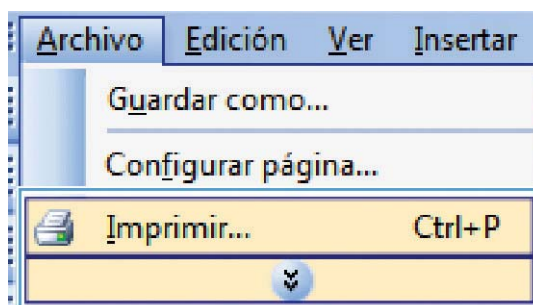 Archivo Edición Ver Insertar
Guardar como...
Configurar página...
Imprimir... Ctrl+P